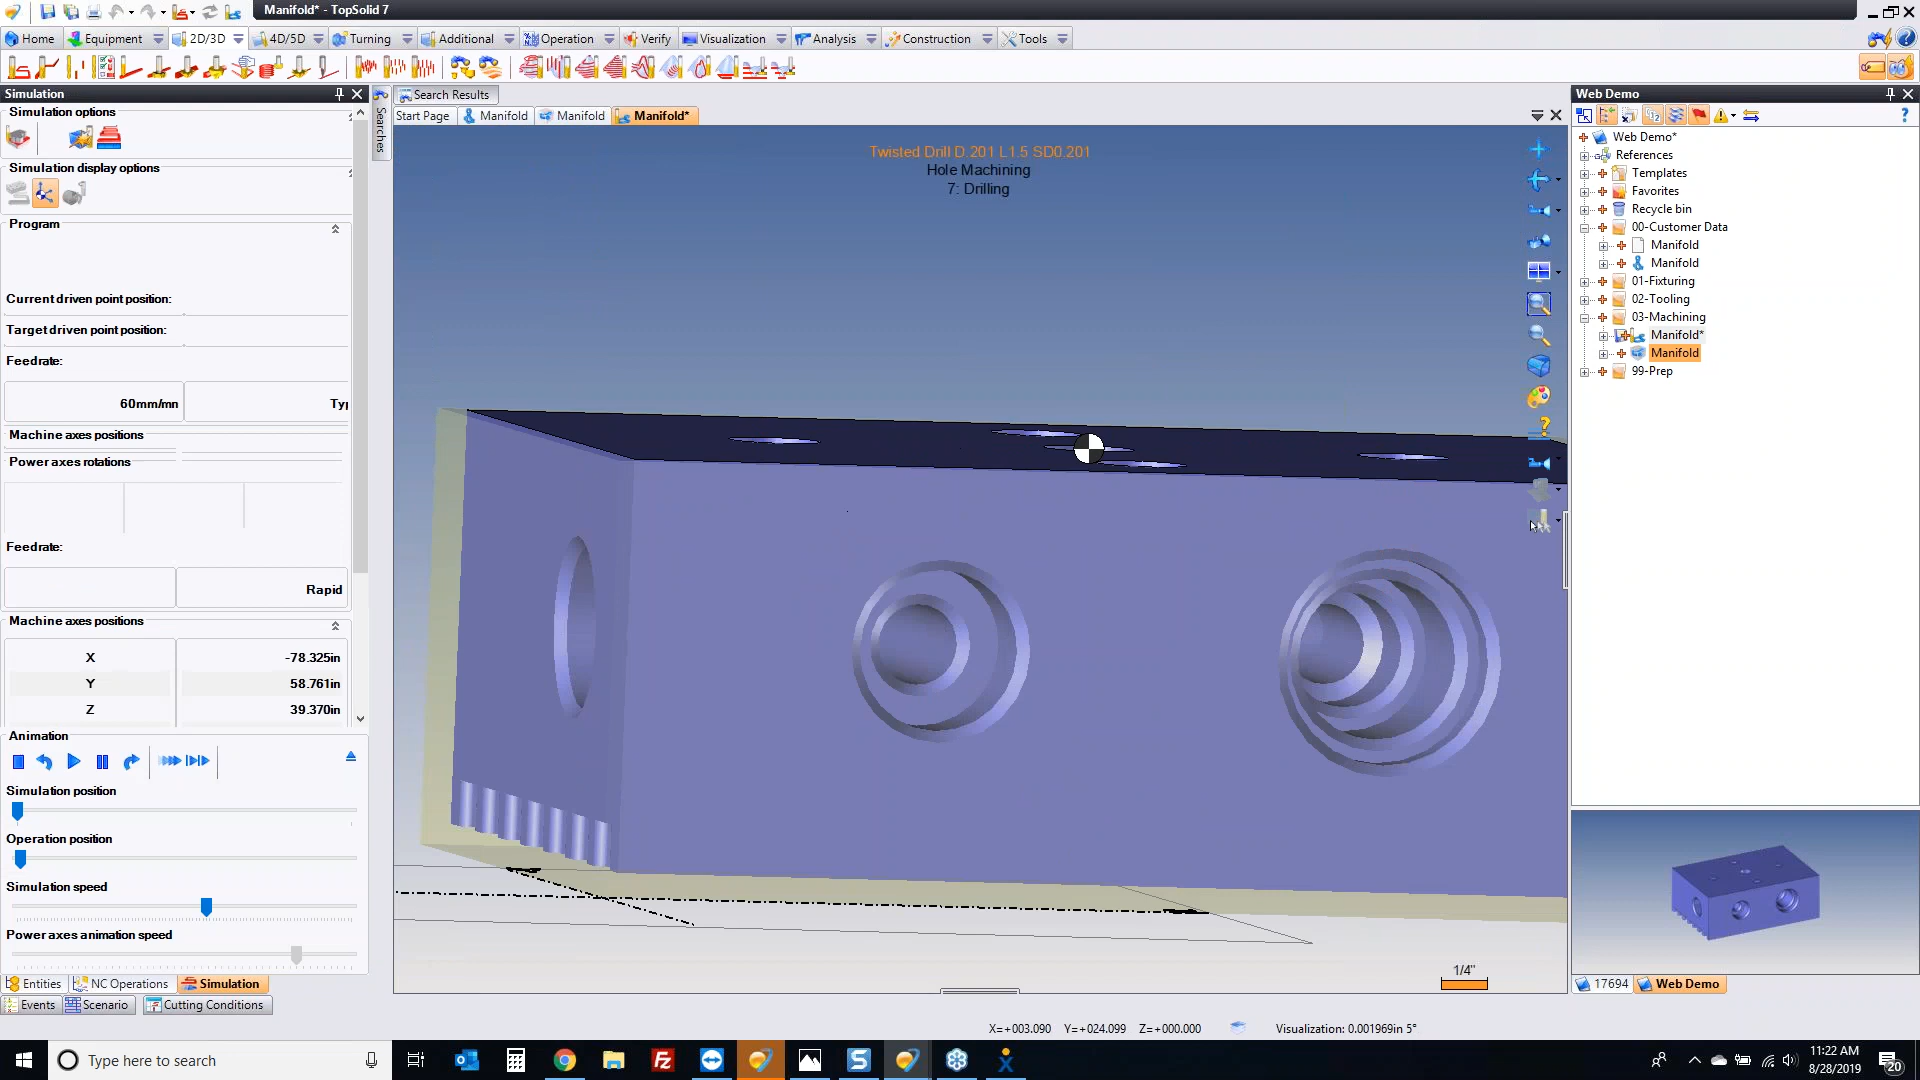 Manifold* - TopSolid 7
Home
Equipment
2D/3D
4D/5D
Turning
Additional
Operation
Verify
Visualization
Analysis
Construction
Tools
Simulation
Simulation options
Simulation display options
Program
Current driven point position:
Target driven point position:
Feedrate:
60mm/mn
Typ
Machine axes positions
Power axes rotations
Feedrate:
Rapid
Machine axes positions
X -78.325in
Y 58.761in
Z 39.370in
Animation
Simulation position
Operation position
Simulation speed
Power axes animation speed
Entities
NC Operations
Simulation
Events
Scenario
Cutting Conditions
Searches
Search Results
Start Page
Manifold
Manifold
Manifold*
Twisted Drill D.201 L1.5 SD0.201
Hole Machining
7: Drilling
1/4"
X=+003.090 Y=+024.099 Z=+000.000
Visualization: 0.001969in 5°
Web Demo
Web Demo*
References
Templates
Favorites
Recycle bin
00-Customer Data
Manifold
Manifold
01-Fixturing
02-Tooling
03-Machining
Manifold*
Manifold
99-Prep
17694
Web Demo
Type here to search
11:22 AM
8/28/2019
20